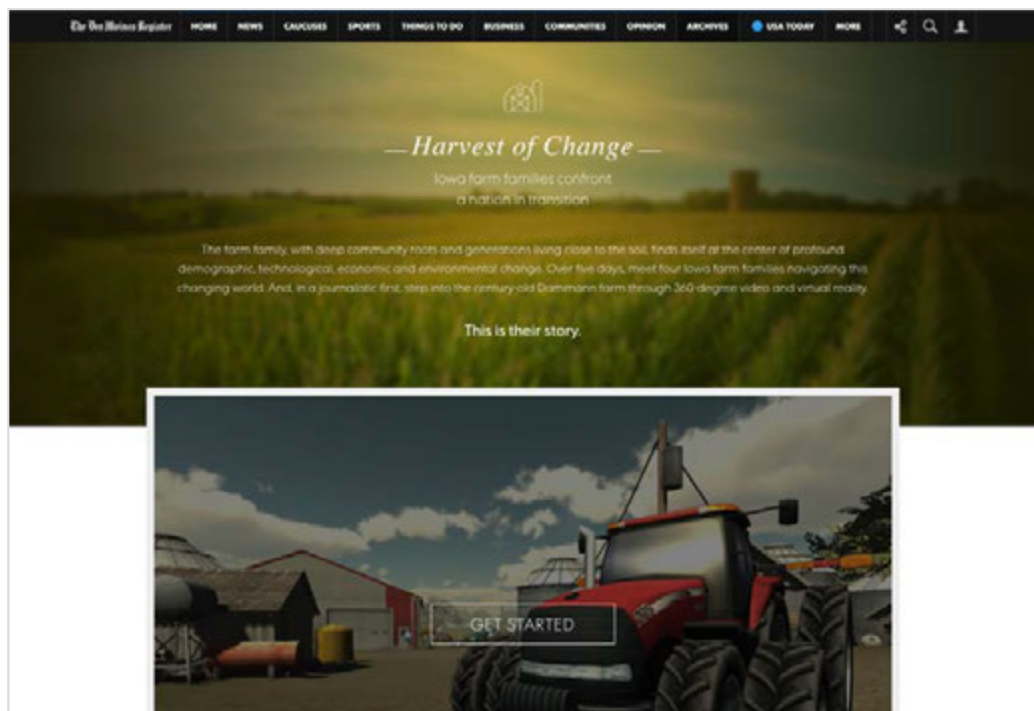 The Des Moines Register HOME NEWS CAUCUSES SPORTS THINGS TO DO BUSINESS COMMUNITIES OPINION ARCHIVES USA TODAY MORE
Harvest of Change
Iowa farm families confront
a nation in transition
The farm family, with deep community roots and generations living close to the soil, finds itself at the center of profound
demographic, technological, economic and environmental change. Over five days, meet four Iowa farm families navigating this
changing world. And, in a journalistic first, step into the century-old Dammann farm through 360-degree video and virtual reality.
This is their story.
GET STARTED